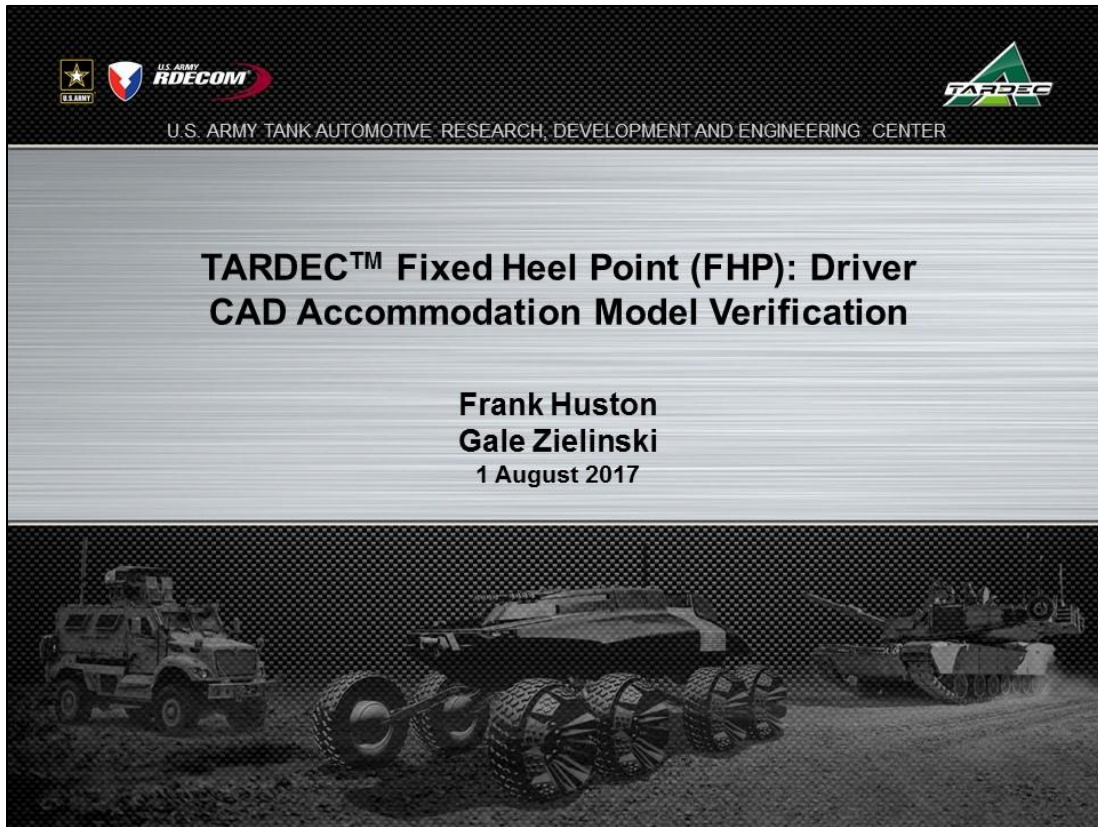 U.S. ARMY
U.S. ARMY
RDECOM®
TARDEC
U.S. ARMY TANK AUTOMOTIVE RESEARCH, DEVELOPMENT AND ENGINEERING CENTER
TARDEC™ Fixed Heel Point (FHP): Driver
CAD Accommodation Model Verification
Frank Huston
Gale Zielinski
1 August 2017